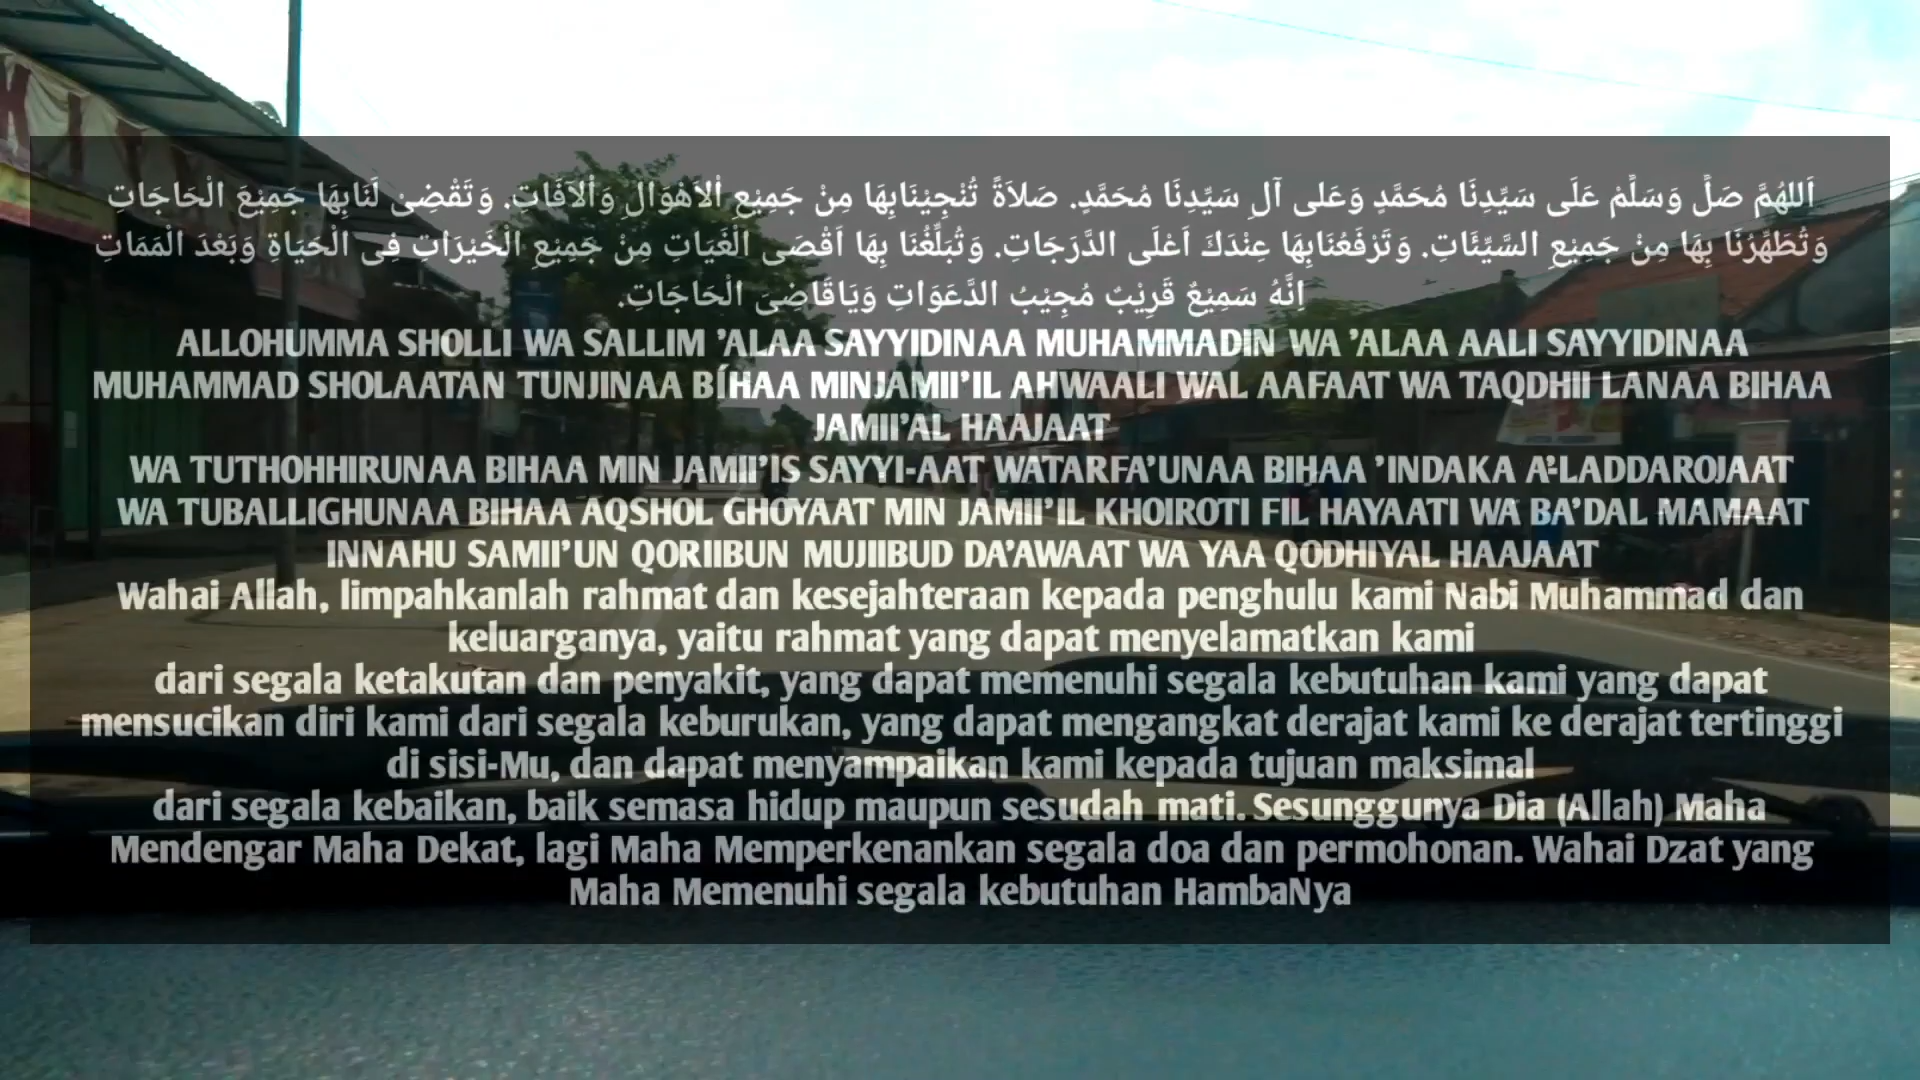 اَللهُمَّ صَلِّ وَسَلِّمْ عَلَى سَيِّدِنَا مُحَمَّدٍ وَعَلى آلِ سَيِّدِنَا مُحَمَّدٍ. صَلاَةً تُنْجِيْنَابِهَا مِنْ جَمِيْعِ اْلاَهْوَالِ وَاْلآفَاتِ. وَتَقْضِىْ لَنَابِهَا جَمِيْعَ الْحَاجَاتِ
وَتُطَهِّرُنَا بِهَا مِنْ جَمِيْعِ السَّيِّئَاتِ. وَتَرْفَعُنَابِهَا عِنْدَكَ اَعْلَى الدَّرَجَاتِ. وَتُبَلِّغُنَا بِهَا اَقْصَى الْغَيَاتِ مِنْ جَمِيْعِ الْخَيْرَاتِ فِى الْحَيَاةِ وَبَعْدَ الْمَمَاتِ
اِنَّهُ سَمِيْعٌ قَرِيْبٌ مُجِيْبُ الدَّعَوَاتِ وَيَاقَاضِىَ الْحَاجَاتِ.
ALLOHUMMA SHOLLI WA SALLIM 'ALAA SAYYIDINAA MUHAMMADIN WA 'ALAA AALI SAYYIDINAA
MUHAMMAD SHOLAATAN TUNJINAA BIHAA MINJAMII'IL AHWAALI WAL AAFAAT WA TAQDHII LANAA BIHAA
JAMII'AL HAAJAAT
WA TUTHOHHIRUNAA BIHAA MIN JAMII'IS SAYYI-AAT WATARFA'UNAA BIHAA 'INDAKA A'-LADDAROJAAT
WA TUBALLIGHUNAA BIHAA AQSHOL GHOYAAT MIN JAMII'IL KHOIROTI FIL HAYAATI WA BA'DAL MAMAAT
INNAHU SAMII'UN QORIIBUN MUJIIBUD DA'AWAAT WA YAA QODHIYAL HAAJAAT
Wahai Allah, limpahkanlah rahmat dan kesejahteraan kepada penghulu kami Nabi Muhammad dan
keluarganya, yaitu rahmat yang dapat menyelamatkan kami
dari segala ketakutan dan penyakit, yang dapat memenuhi segala kebutuhan kami yang dapat
mensucikan diri kami dari segala keburukan, yang dapat mengangkat derajat kami ke derajat tertinggi
di sisi-Mu, dan dapat menyampaikan kami kepada tujuan maksimal
dari segala kebaikan, baik semasa hidup maupun sesudah mati. Sesunggunya Dia (Allah) Maha
Mendengar Maha Dekat, lagi Maha Memperkenankan segala doa dan permohonan. Wahai Dzat yang
Maha Memenuhi segala kebutuhan HambaNya